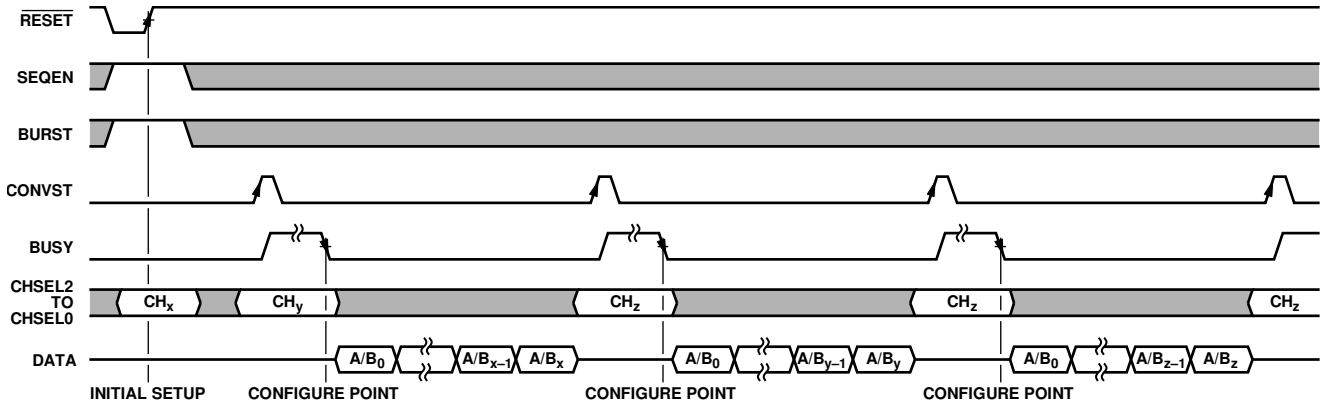 RESET
SEQEN
BURST
CONVST
BUSY
CHSEL2
TO
CHSEL0
CHx CHy CHz CHz CHz
DATA
A/B0 A/Bx–1 A/Bx A/B0 A/By–1 A/By A/B0 A/Bz–1 A/Bz
INITIAL SETUP CONFIGURE POINT CONFIGURE POINT CONFIGURE POINT